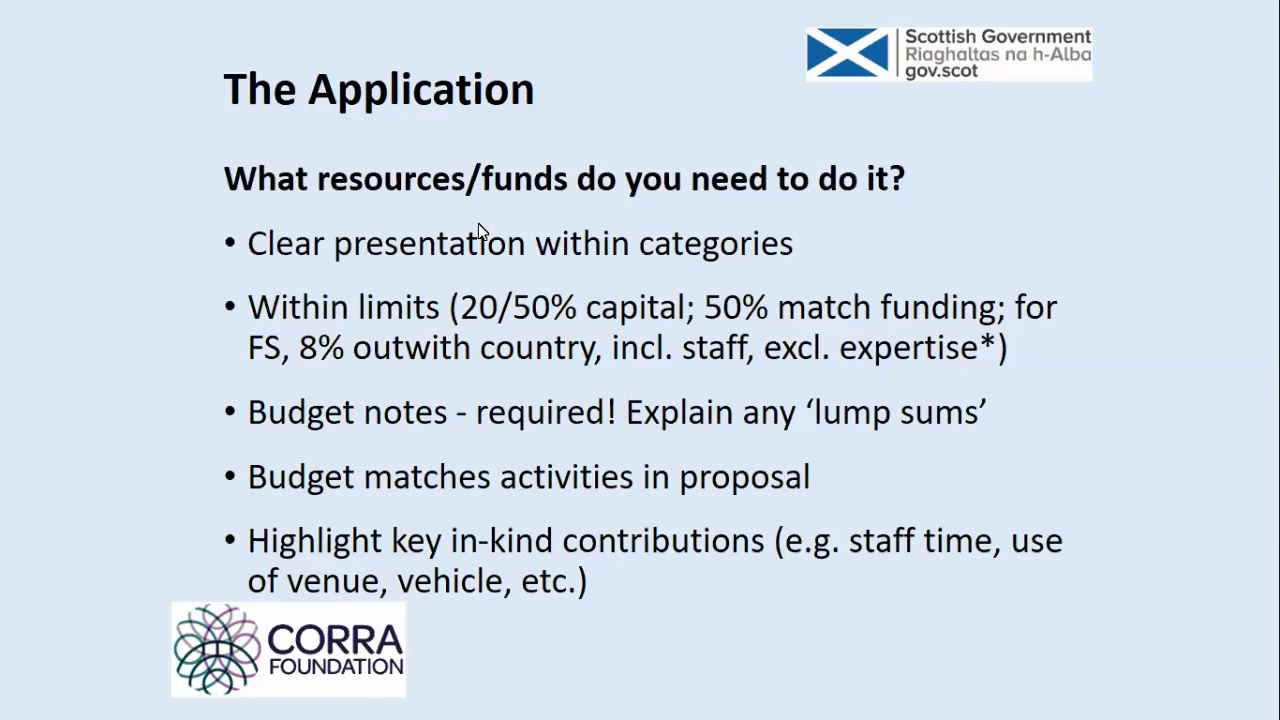 Scottish Government
Riaghaltas na h-Alba
gov.scot
The Application
What resources/funds do you need to do it?
• Clear presentation within categories
• Within limits (20/50% capital; 50% match funding; for
FS, 8% outwith country, incl. staff, excl. expertise*)
• Budget notes - required! Explain any ‘lump sums’
• Budget matches activities in proposal
• Highlight key in-kind contributions (e.g. staff time, use
of venue, vehicle, etc.)
CORRA
FOUNDATION